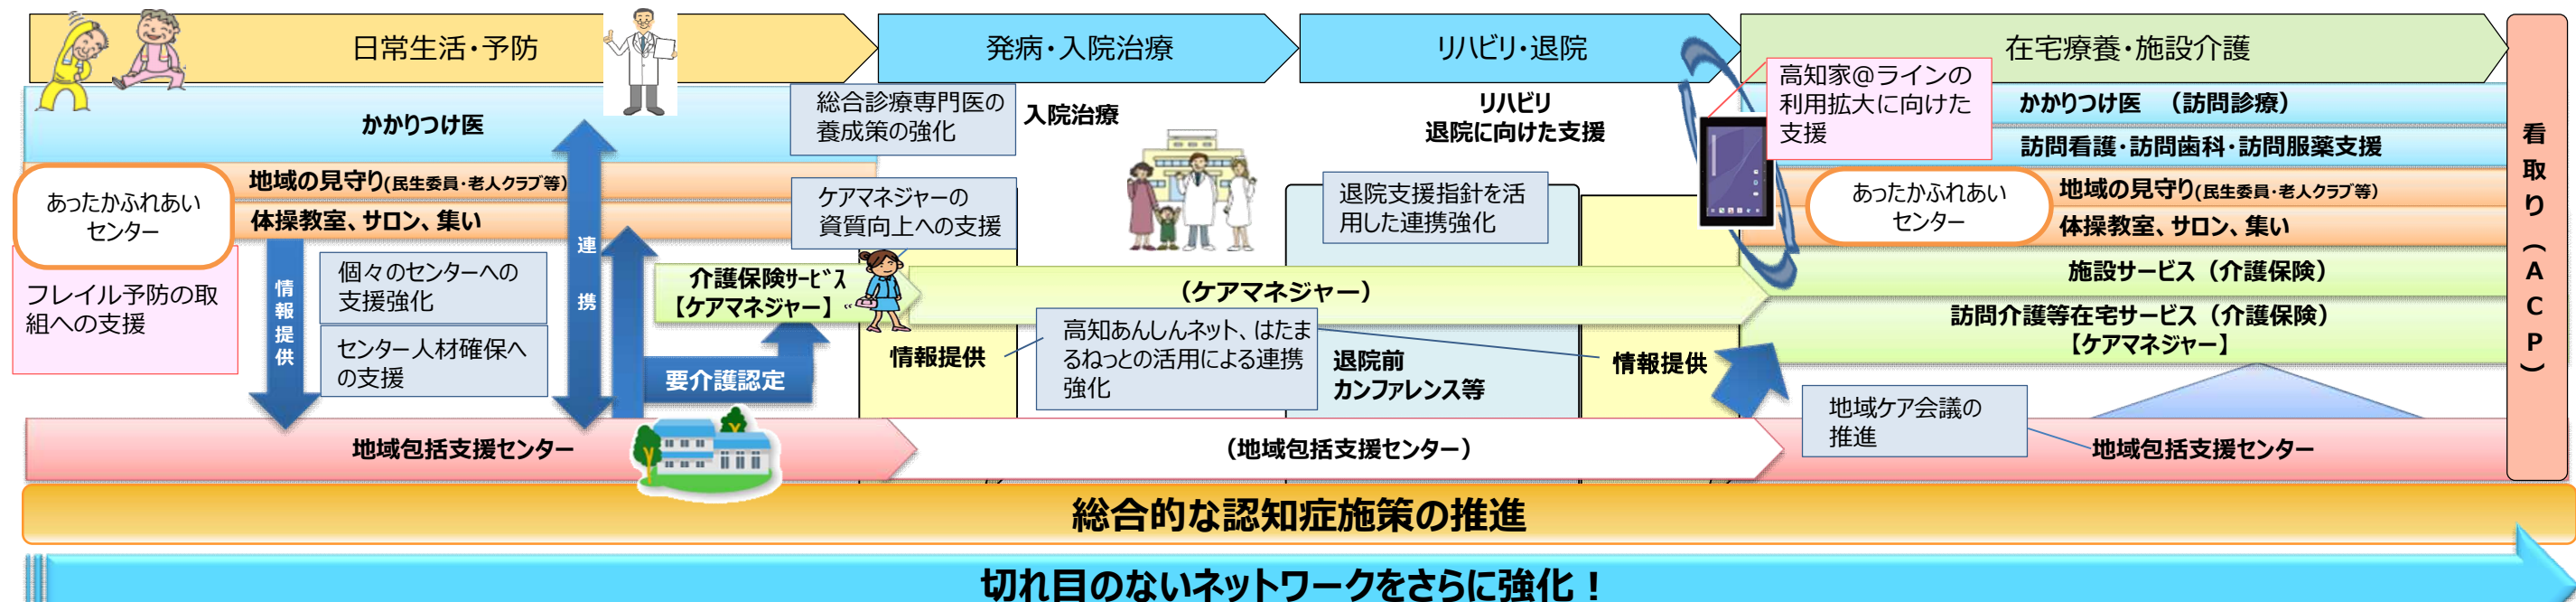 日常生活・予防
発病・入院治療
リハビリ・退院
在宅療養・施設介護
看取り（ACP）
かかりつけ医
総合診療専門医の
養成策の強化
入院治療
リハビリ
退院に向けた支援
高知家@ラインの
利用拡大に向けた
支援
かかりつけ医　（訪問診療）
訪問看護・訪問歯科・訪問服薬支援
あったかふれあい
センター
地域の見守り(民生委員・老人クラブ等)
体操教室、サロン、集い
ケアマネジャーの
資質向上への支援
退院支援指針を活
用した連携強化
あったかふれあい
センター
地域の見守り(民生委員・老人クラブ等)
体操教室、サロン、集い
フレイル予防の取
組への支援
情報提供
個々のセンターへの
支援強化
センター人材確保へ
の支援
連携
介護保険サービス
【ケアマネジャー】
（ケアマネジャー）
施設サービス（介護保険）
訪問介護等在宅サービス（介護保険）
【ケアマネジャー】
要介護認定
情報提供
高知あんしんネット、はたま
るねっとの活用による連携
強化
退院前
カンファレンス等
情報提供
地域ケア会議の
推進
地域包括支援センター
（地域包括支援センター）
地域包括支援センター
総合的な認知症施策の推進
切れ目のないネットワークをさらに強化！